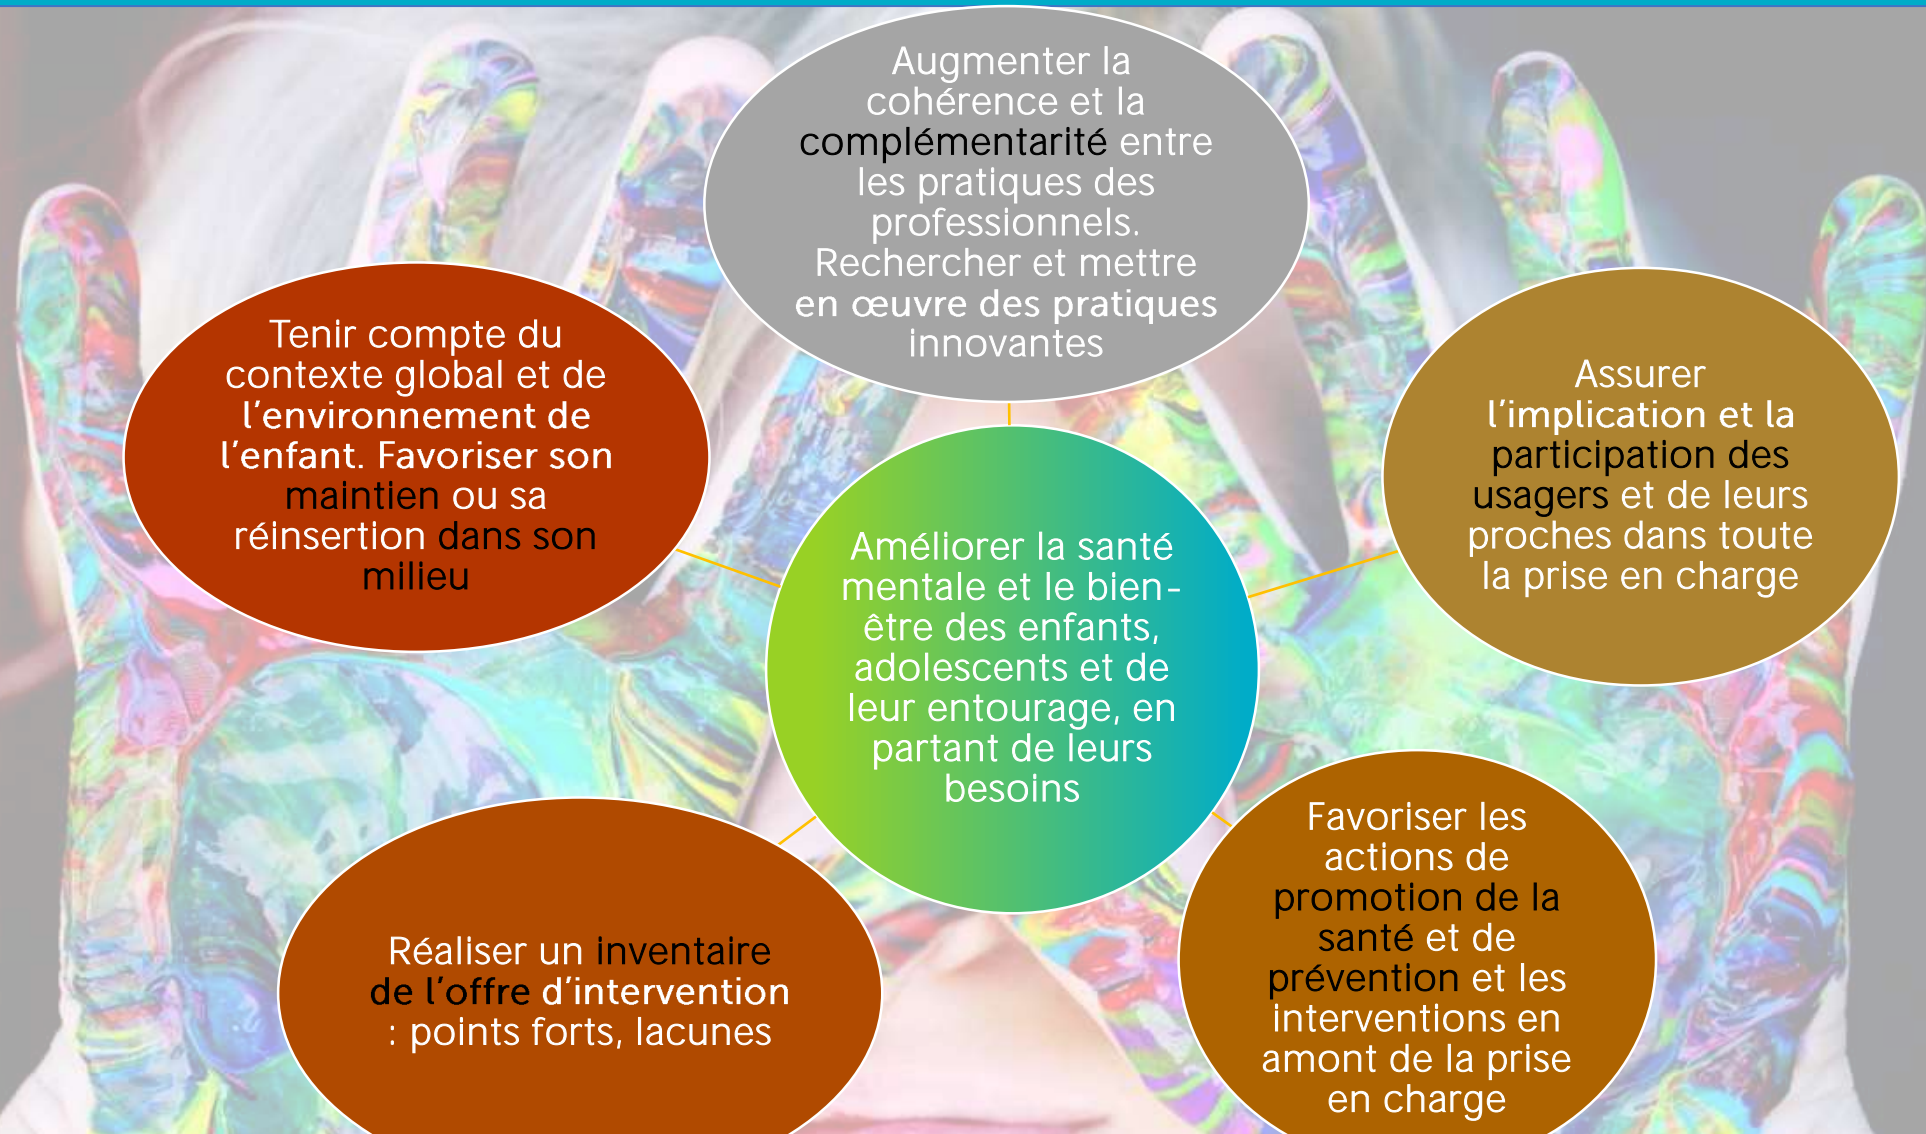 Augmenter la
cohérence et la
complémentarité entre
les pratiques des
professionnels.
Rechercher et mettre
en œuvre des pratiques
innovantes
Tenir compte du
contexte global et de
l’environnement de
l’enfant. Favoriser son
maintien ou sa
réinsertion dans son
milieu
Assurer
l’implication et la
participation des
usagers et de leurs
proches dans toute
la prise en charge
Améliorer la santé
mentale et le bien-
être des enfants,
adolescents et de
leur entourage, en
partant de leurs
besoins
Réaliser un inventaire
de l’offre d’intervention
: points forts, lacunes
Favoriser les
actions de
promotion de la
santé et de
prévention et les
interventions en
amont de la prise
en charge